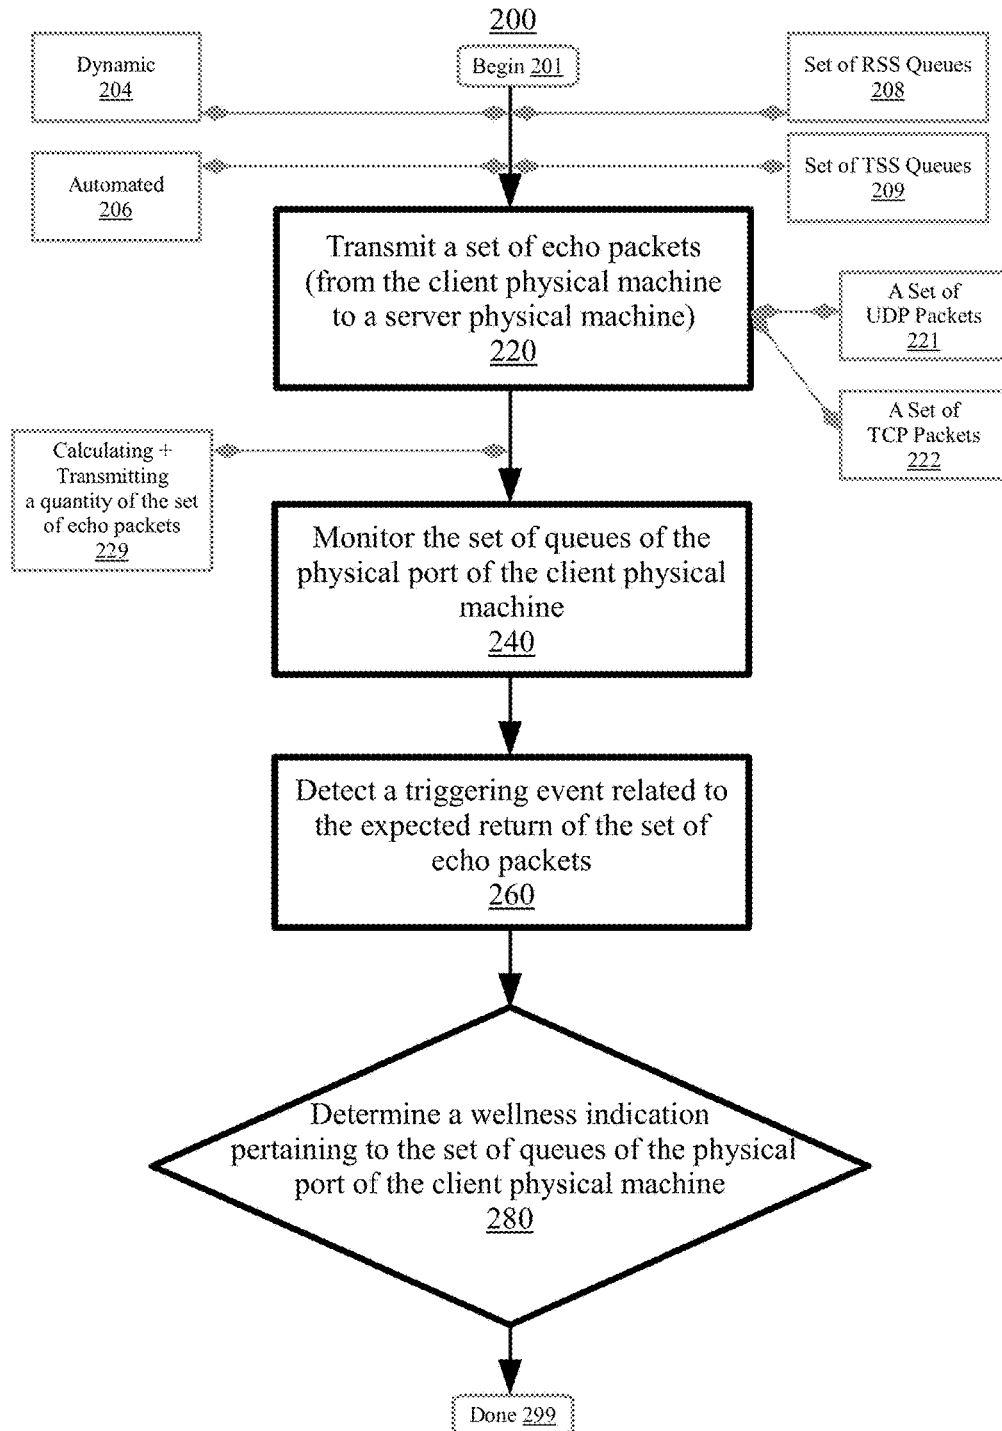 200
Begin 201
Dynamic
204
Set of RSS Queues
208
Automated
206
Set of TSS Queues
209
Transmit a set of echo packets
(from the client physical machine
to a server physical machine)
220
A Set of
UDP Packets
221
A Set of
TCP Packets
222
Calculating +
Transmitting
a quantity of the set
of echo packets
229
Monitor the set of queues of the
physical port of the client physical
machine
240
Detect a triggering event related to
the expected return of the set of
echo packets
260
Determine a wellness indication
pertaining to the set of queues of the physical
port of the client physical machine
280
Done 299